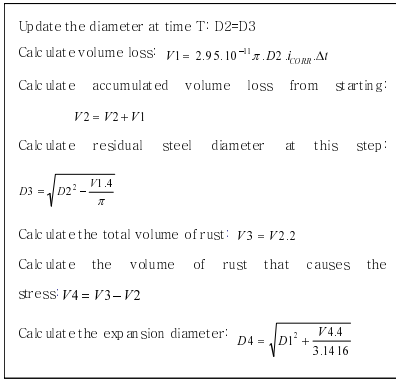 Update the diameter at time T: D2=D3
Calculate volume loss: V1 = 2.95.10⁻¹¹π.D2.i_CORR.Δt
Calculate accumulated volume loss from starting:
V2 = V2 + V1
Calculate residual steel diameter at this step:
D3 = √(D2² − V1.4/π)
Calculate the total volume of rust: V3 = V2.2
Calculate the volume of rust that causes the
stress: V4 = V3 − V2
Calculate the expansion diameter: D4 = √(D1² + V4.4/3.1416)